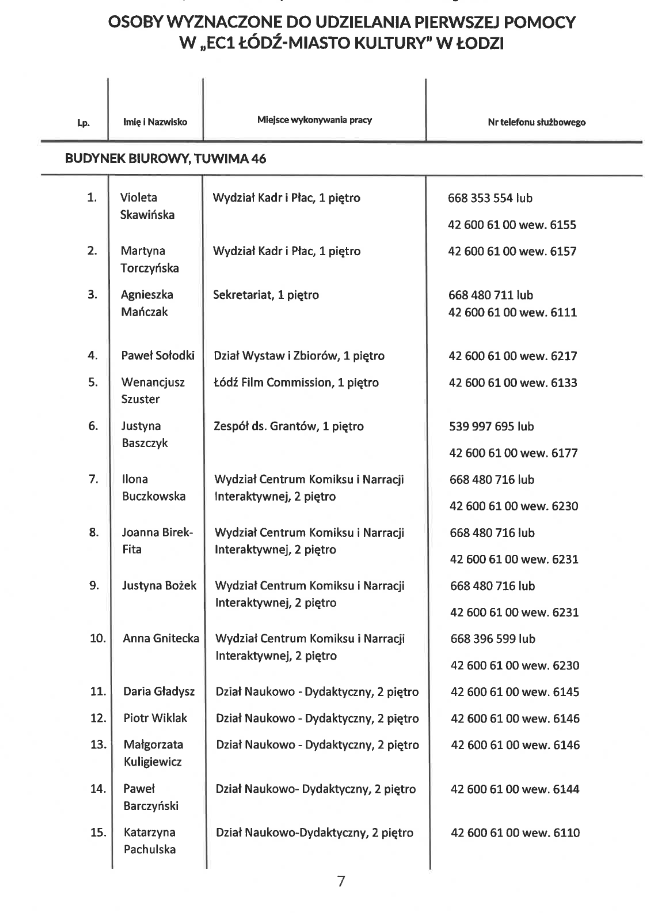 OSOBY WYZNACZONE DO UDZIELANIA PIERWSZEJ POMOCY
W „EC1 ŁÓDŹ-MIASTO KULTURY” W ŁODZI
Lp. Imię i Nazwisko Miejsce wykonywania pracy Nr telefonu służbowego
BUDYNEK BIUROWY, TUWIMA 46
1. Violeta Wydział Kadr i Płac, 1 piętro 668 353 554 lub
Skawińska
42 600 61 00 wew. 6155
2. Martyna Wydział Kadr i Płac, 1 piętro 42 600 61 00 wew. 6157
Torczyńska
3. Agnieszka Sekretariat, 1 piętro 668 480 711 lub
Mańczak 42 600 61 00 wew. 6111
4. Paweł Sołodki Dział Wystaw i Zbiorów, 1 piętro 42 600 61 00 wew. 6217
5. Wenancjusz Łódź Film Commission, 1 piętro 42 600 61 00 wew. 6133
Szuster
6. Justyna Zespół ds. Grantów, 1 piętro 539 997 695 lub
Baszczyk
42 600 61 00 wew. 6177
7. Ilona Wydział Centrum Komiksu i Narracji 668 480 716 lub
Buczkowska Interaktywnej, 2 piętro
42 600 61 00 wew. 6230
8. Joanna Birek- Wydział Centrum Komiksu i Narracji 668 480 716 lub
Fita Interaktywnej, 2 piętro
42 600 61 00 wew. 6231
9. Justyna Bożek Wydział Centrum Komiksu i Narracji 668 480 716 lub
Interaktywnej, 2 piętro
42 600 61 00 wew. 6231
10. Anna Gnitecka Wydział Centrum Komiksu i Narracji 668 396 599 lub
Interaktywnej, 2 piętro
42 600 61 00 wew. 6230
11. Daria Gładysz Dział Naukowo - Dydaktyczny, 2 piętro 42 600 61 00 wew. 6145
12. Piotr Wiklak Dział Naukowo - Dydaktyczny, 2 piętro 42 600 61 00 wew. 6146
13. Małgorzata Dział Naukowo - Dydaktyczny, 2 piętro 42 600 61 00 wew. 6146
Kuligiewicz
14. Paweł Dział Naukowo- Dydaktyczny, 2 piętro 42 600 61 00 wew. 6144
Barczyński
15. Katarzyna Dział Naukowo-Dydaktyczny, 2 piętro 42 600 61 00 wew. 6110
Pachulska
7